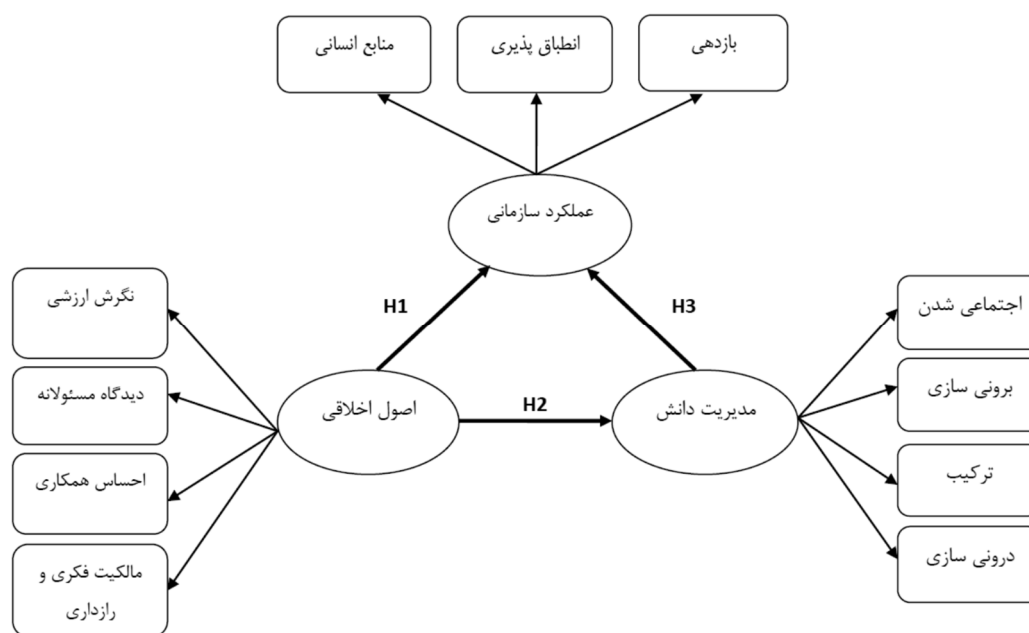 بازدهی
انطباق پذیری
منابع انسانی
عملکرد سازمانی
H1
H3
اصول اخلاقی
H2
مدیریت دانش
اجتماعی شدن
برونی سازی
ترکیب
درونی سازی
نگرش ارزشی
دیدگاه مسئولانه
احساس همکاری
مالکیت فکری و
رازداری